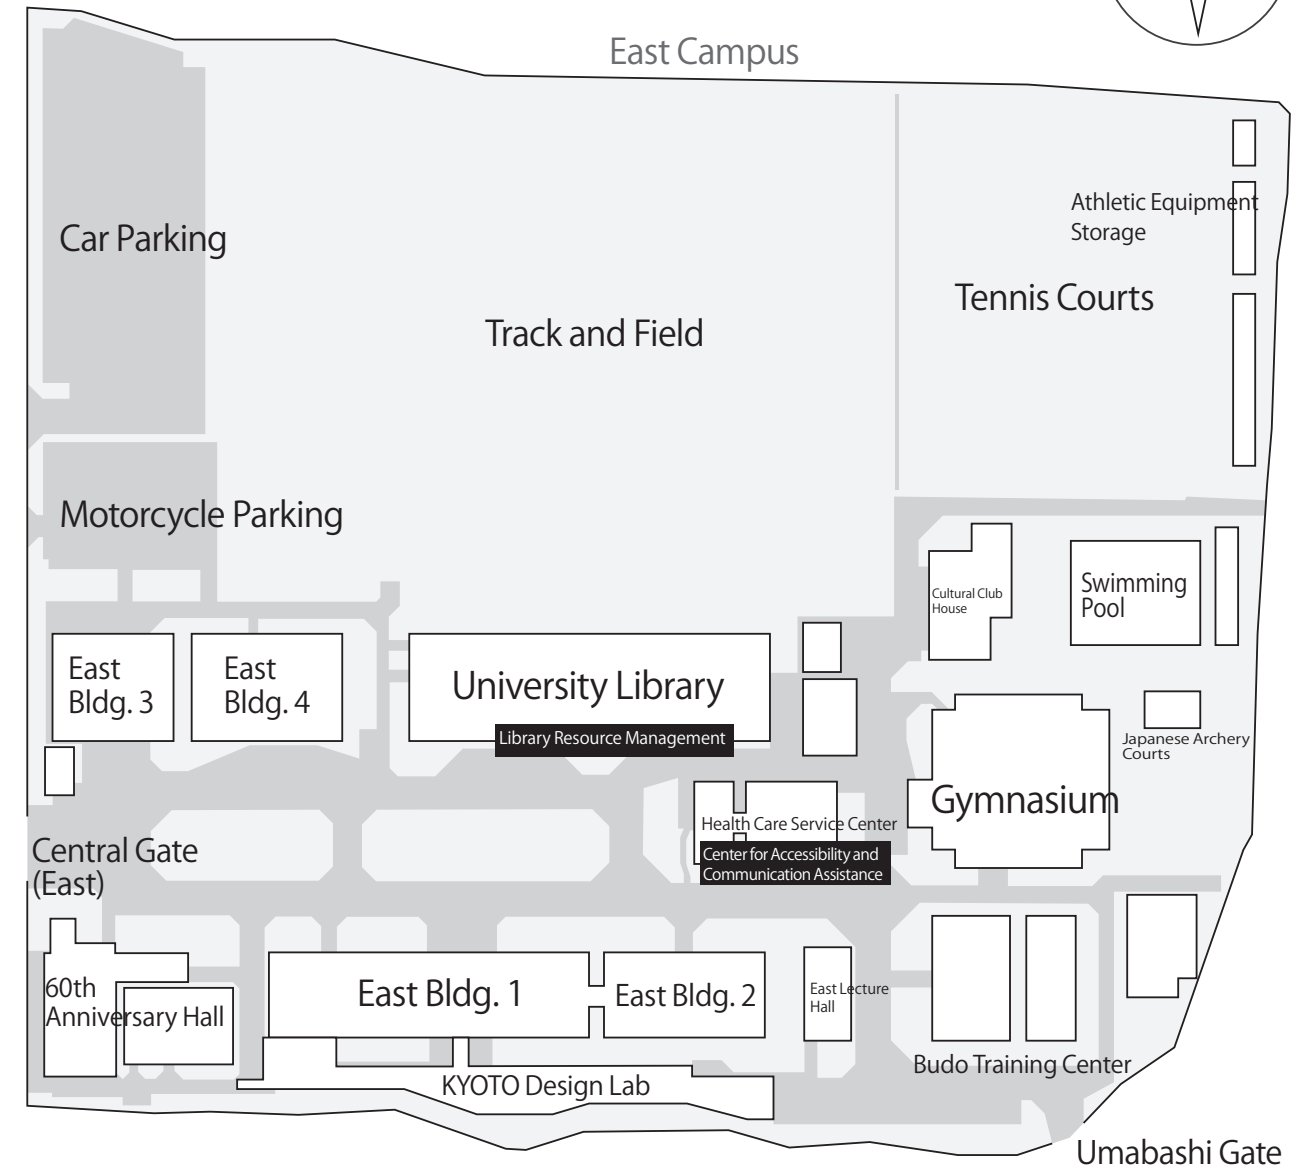 East Campus
Athletic Equipment
Storage
Car Parking
Tennis Courts
Track and Field
Motorcycle Parking
Cultural Club
House
Swimming
Pool
East
Bldg. 3
East
Bldg. 4
University Library
Library Resource Management
Japanese Archery
Courts
Gymnasium
Health Care Service Center
Center for Accessibility and
Communication Assistance
Central Gate
(East)
60th
Anniversary Hall
East Bldg. 1
East Bldg. 2
East Lecture
Hall
Budo Training Center
KYOTO Design Lab
Umabashi Gate